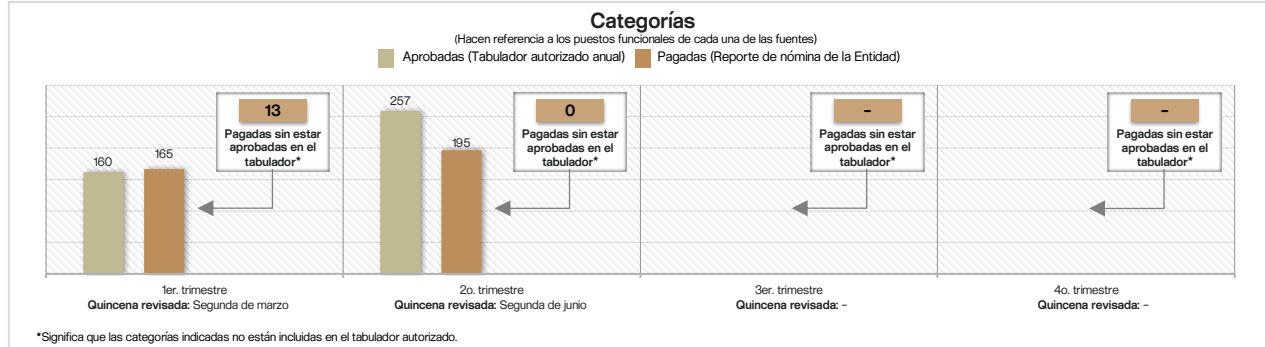 Categorías
(Hacen referencia a los puestos funcionales de cada una de las fuentes)
Aprobadas (Tabulador autorizado anual) Pagadas (Reporte de nómina de la Entidad)
160
165
13
Pagadas sin estar
aprobadas en el
tabulador*
257
195
0
Pagadas sin estar
aprobadas en el
tabulador*
–
Pagadas sin estar
aprobadas en el
tabulador*
–
Pagadas sin estar
aprobadas en el
tabulador*
1er. trimestre
Quincena revisada: Segunda de marzo
2o. trimestre
Quincena revisada: Segunda de junio
3er. trimestre
Quincena revisada: –
4o. trimestre
Quincena revisada: –
*Significa que las categorías indicadas no están incluidas en el tabulador autorizado.